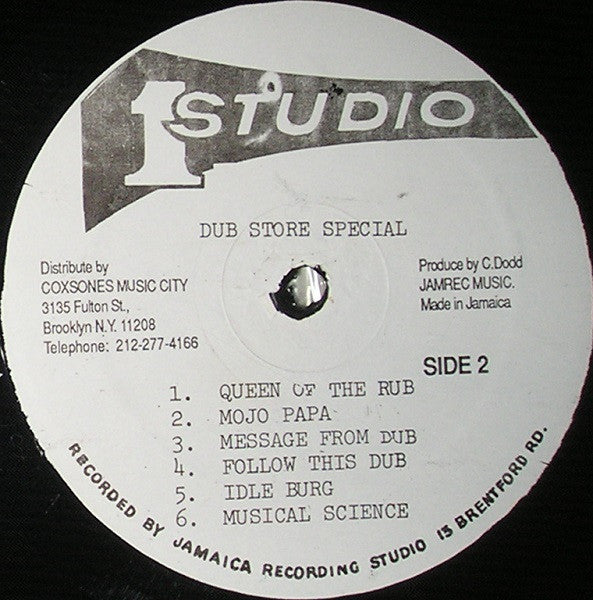 1 STUDIO
DUB STORE SPECIAL
Distribute by
COXSONES MUSIC CITY
3135 Fulton St.,
Brooklyn N.Y. 11208
Telephone: 212-277-4166
Produce by C.Dodd
JAMREC MUSIC.
Made in Jamaica
SIDE 2
1. QUEEN OF THE RUB
2. MOJO PAPA
3. MESSAGE FROM DUB
4. FOLLOW THIS DUB
5. IDLE BURG
6. MUSICAL SCIENCE
RECORDED BY JAMAICA RECORDING STUDIO 13 BRENTFORD RD.